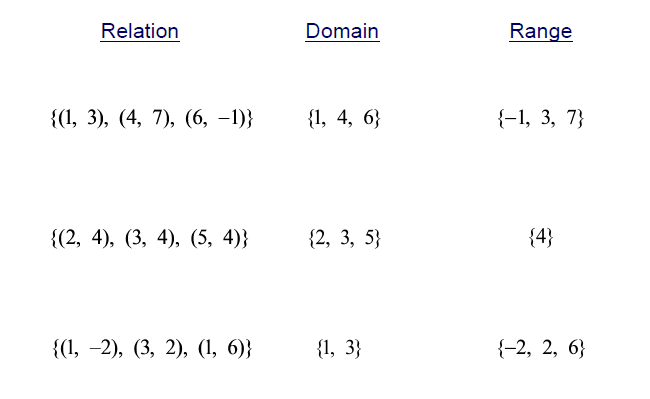 Relation Domain Range
{(1, 3), (4, 7), (6, −1)} {1, 4, 6} {−1, 3, 7}
{(2, 4), (3, 4), (5, 4)} {2, 3, 5} {4}
{(1, −2), (3, 2), (1, 6)} {1, 3} {−2, 2, 6}